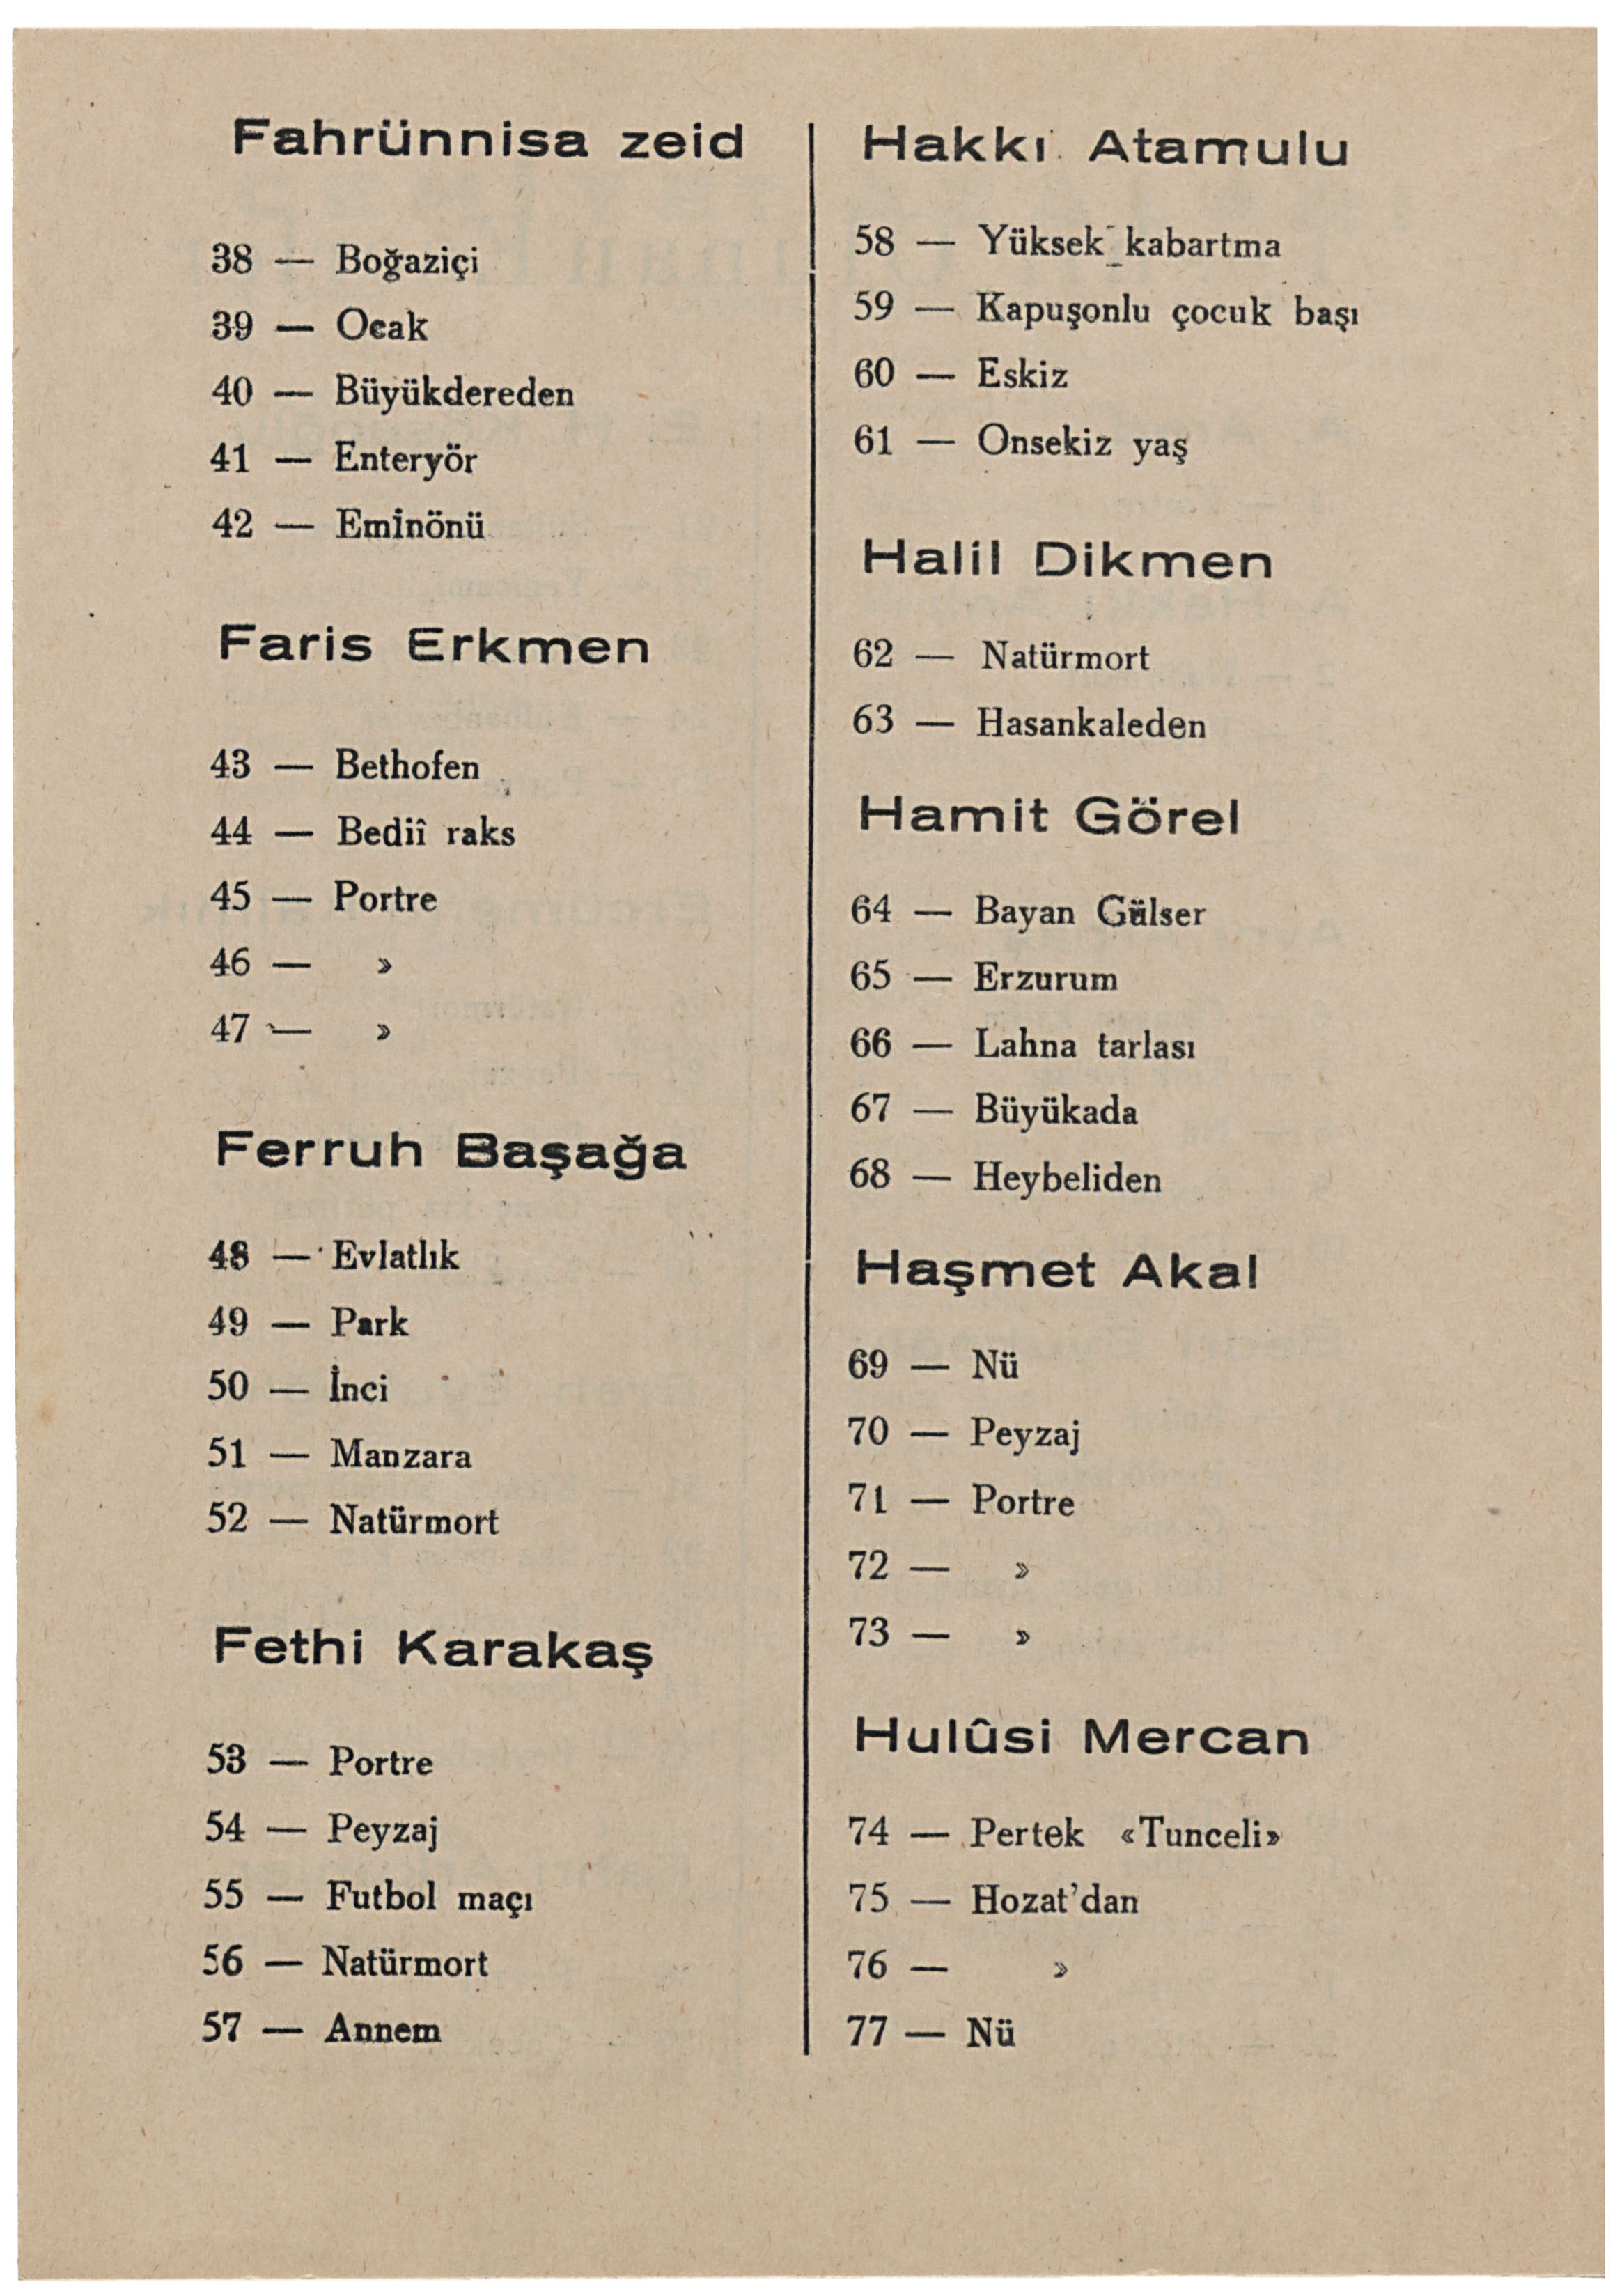 Fahrünnisa zeid
38 — Boğaziçi
39 — Ocak
40 — Büyükdereden
41 — Enteryör
42 — Eminönü
Faris Erkmen
43 — Bethofen
44 — Bediî raks
45 — Portre
46 — »
47 — »
Ferruh Başağa
48 — Evlatlık
49 — Park
50 — İnci
51 — Manzara
52 — Natürmort
Fethi Karakaş
53 — Portre
54 — Peyzaj
55 — Futbol maçı
56 — Natürmort
57 — Annem
Hakkı Atamulu
58 — Yüksek kabartma
59 — Kapuşonlu çocuk başı
60 — Eskiz
61 — Onsekiz yaş
Halil Dikmen
62 — Natürmort
63 — Hasankaleden
Hamit Görel
64 — Bayan Gülser
65 — Erzurum
66 — Lahna tarlası
67 — Büyükada
68 — Heybeliden
Haşmet Akal
69 — Nü
70 — Peyzaj
71 — Portre
72 — »
73 — »
Hulûsi Mercan
74 — Pertek «Tunceli»
75 — Hozat'dan
76 — »
77 — Nü